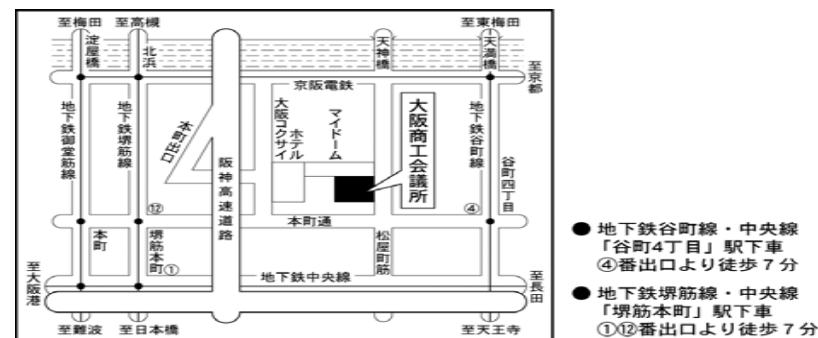 至梅田
至高槻
至東梅田
淀屋橋
北浜
天神橋
天満橋
至京都
京阪電鉄
地下鉄御堂筋線
地下鉄堺筋線
本町出口
阪神高速道路
大阪コクサイ
ホテル
マイドーム
大阪商工会議所
地下鉄谷町線
谷町四丁目
⑫
④
本町通
本町
堺筋本町①
松屋町筋
地下鉄中央線
至大阪港
至長田
至難波
至日本橋
至天王寺
● 地下鉄谷町線・中央線
「谷町4丁目」駅下車
④番出口より徒歩7分
● 地下鉄堺筋線・中央線
「堺筋本町」駅下車
①⑫番出口より徒歩7分